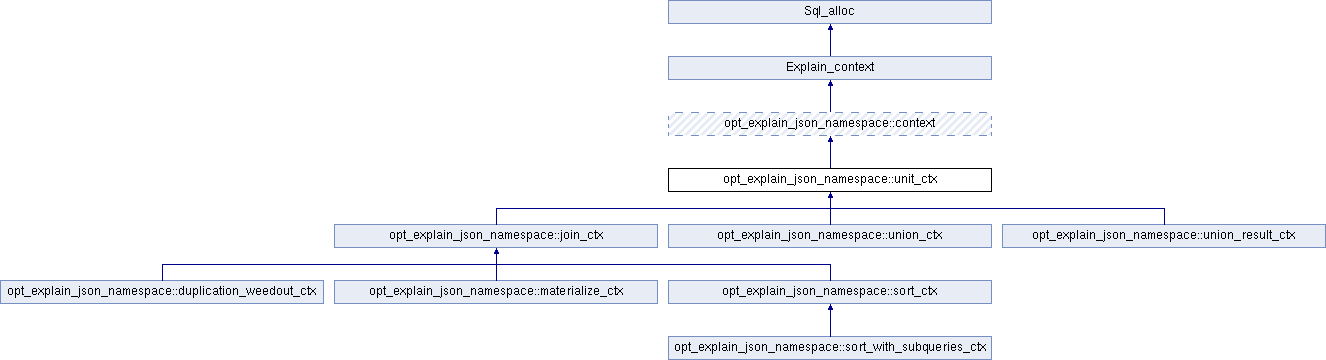 Sql_alloc
Explain_context
opt_explain_json_namespace::context
opt_explain_json_namespace::unit_ctx
opt_explain_json_namespace::join_ctx
opt_explain_json_namespace::union_ctx
opt_explain_json_namespace::union_result_ctx
opt_explain_json_namespace::duplication_weedout_ctx
opt_explain_json_namespace::materialize_ctx
opt_explain_json_namespace::sort_ctx
opt_explain_json_namespace::sort_with_subqueries_ctx